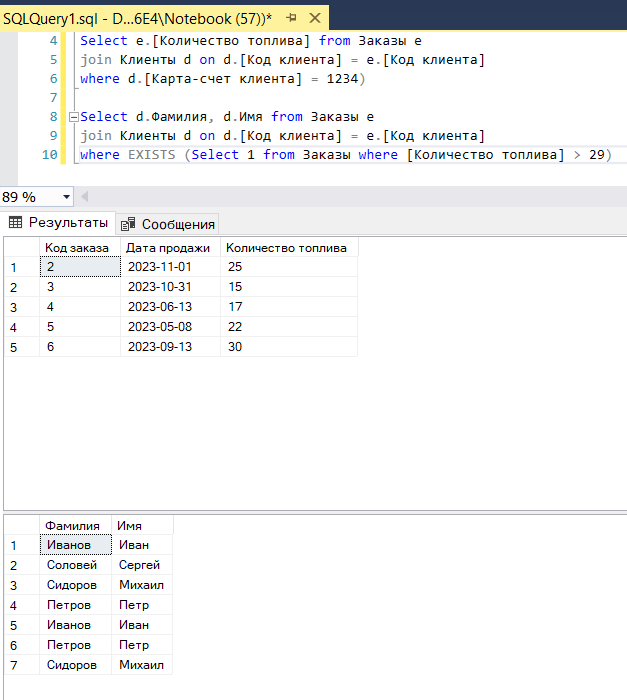 SQLQuery1.sql - D...6E4\Notebook (57))*
4 Select e.[Количество топлива] from Заказы e
5 join Клиенты d on d.[Код клиента] = e.[Код клиента]
6 where d.[Карта-счет клиента] = 1234)
7
8 Select d.Фамилия, d.Имя from Заказы e
9 join Клиенты d on d.[Код клиента] = e.[Код клиента]
10 where EXISTS (Select 1 from Заказы where [Количество топлива] > 29)
89 %
Результаты Сообщения
Код заказа Дата продажи Количество топлива
1 2 2023-11-01 25
2 3 2023-10-31 15
3 4 2023-06-13 17
4 5 2023-05-08 22
5 6 2023-09-13 30
Фамилия Имя
1 Иванов Иван
2 Соловей Сергей
3 Сидоров Михаил
4 Петров Петр
5 Иванов Иван
6 Петров Петр
7 Сидоров Михаил